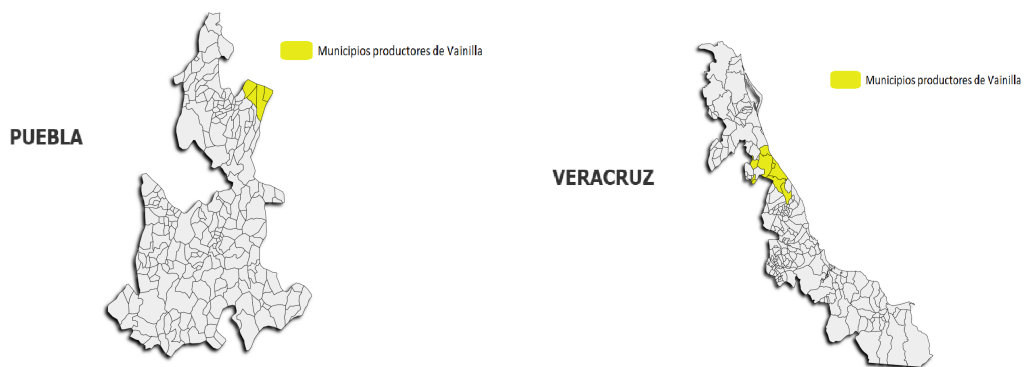 Municipios productores de Vainilla
PUEBLA
Municipios productores de Vainilla
VERACRUZ